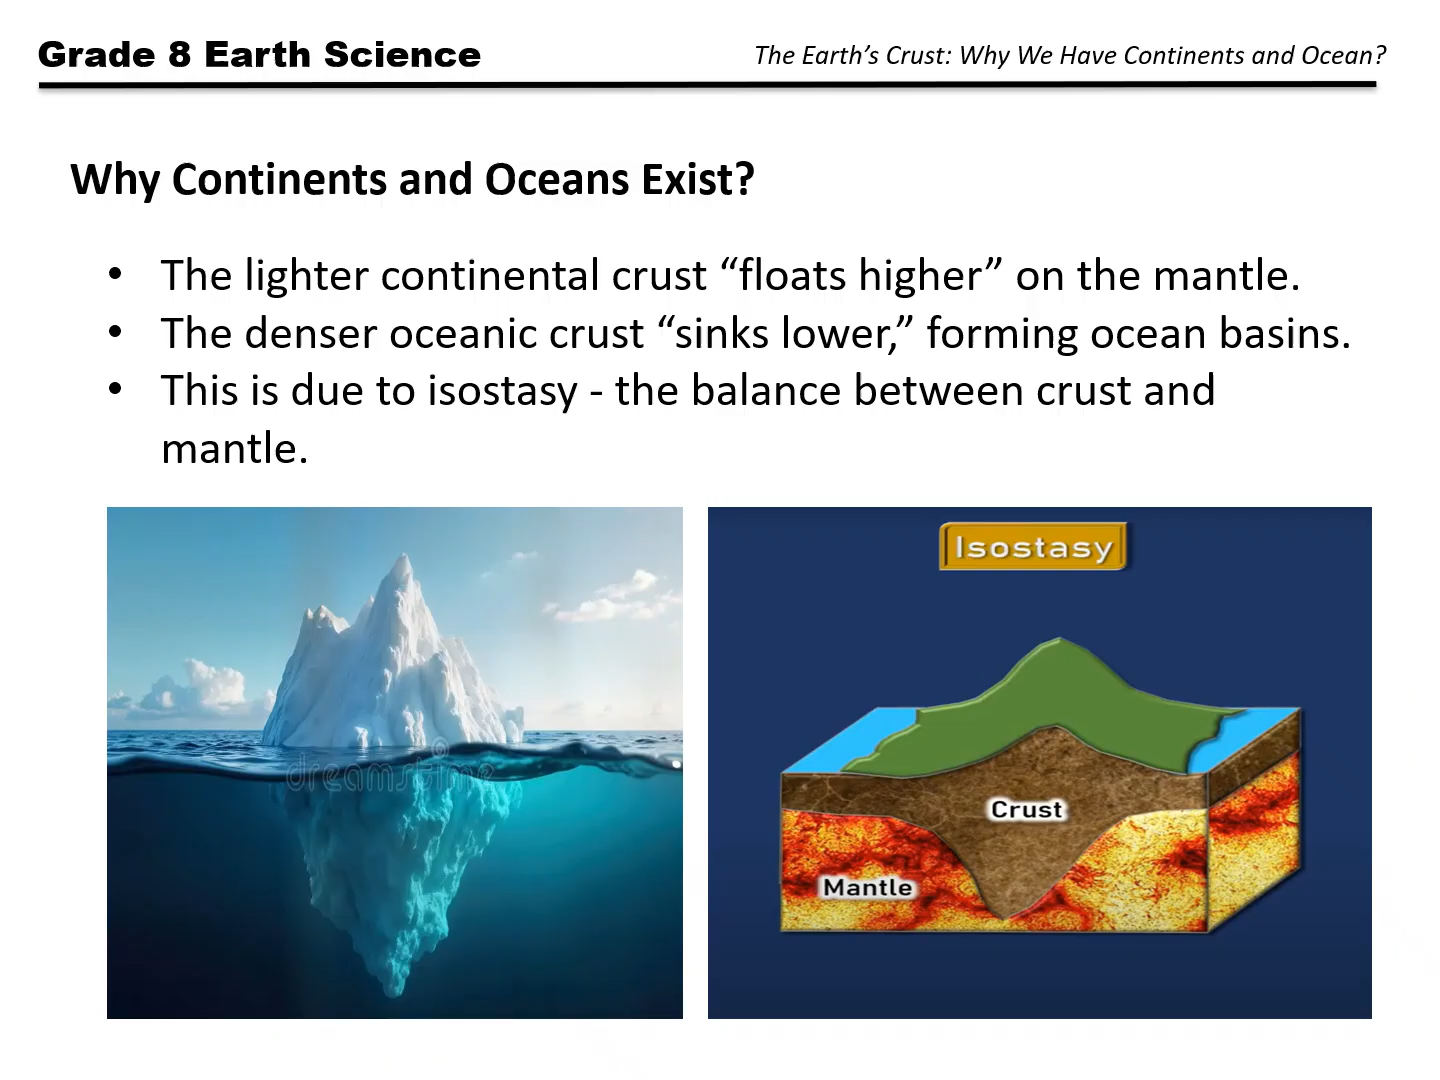 Grade 8 Earth Science
The Earth’s Crust: Why We Have Continents and Ocean?
Why Continents and Oceans Exist?
• The lighter continental crust “floats higher” on the mantle.
• The denser oceanic crust “sinks lower,” forming ocean basins.
• This is due to isostasy - the balance between crust and
mantle.
dreamstime
Isostasy
Crust
Mantle